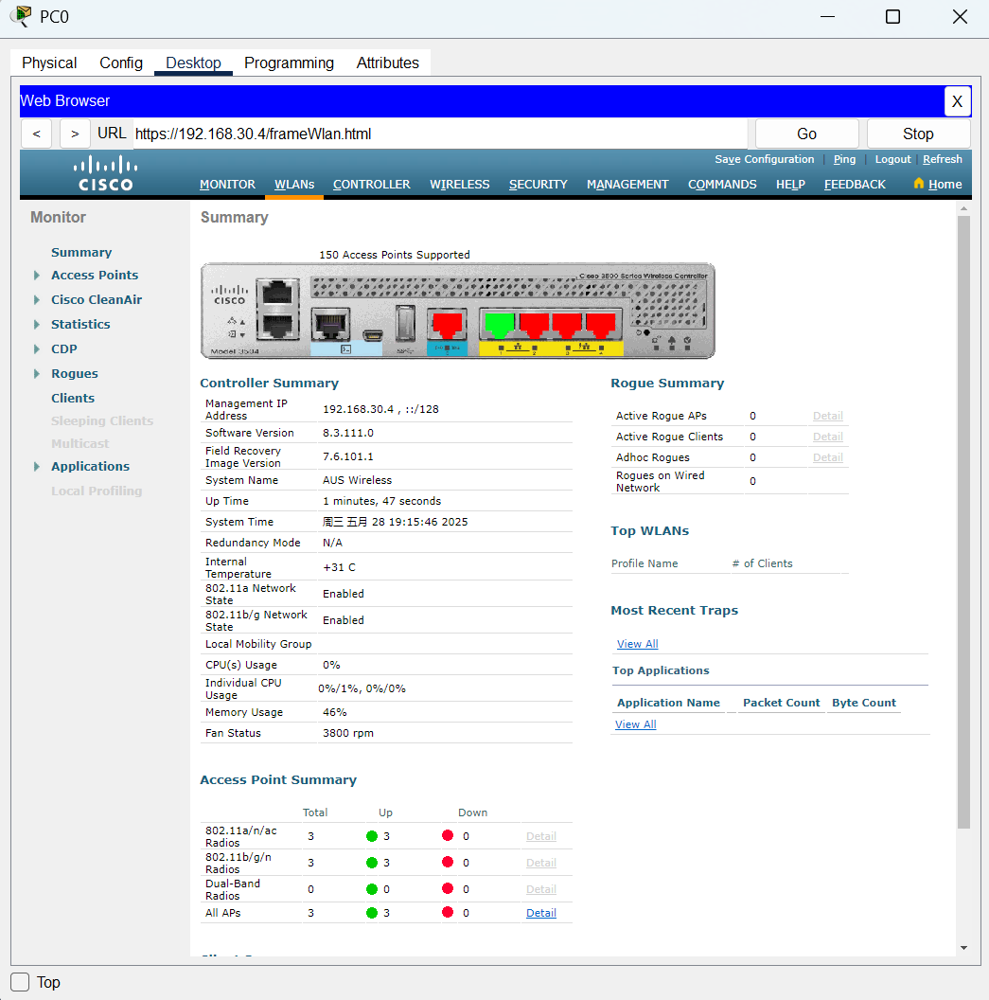 PC0
Physical Config Desktop Programming Attributes
Web Browser X
< > URL https://192.168.30.4/frameWlan.html Go Stop
Save Configuration | Ping | Logout | Refresh
CISCO
MONITOR WLANs CONTROLLER WIRELESS SECURITY MANAGEMENT COMMANDS HELP FEEDBACK Home
Monitor
Summary
Access Points
Cisco CleanAir
Statistics
CDP
Rogues
Clients
Sleeping Clients
Multicast
Applications
Local Profiling
Summary
150 Access Points Supported
Cisco 3500 Series Wireless Controller
CISCO
Model 3504
Controller Summary
Management IP
Address 192.168.30.4 , ::/128
Software Version 8.3.111.0
Field Recovery
Image Version 7.6.101.1
System Name AUS Wireless
Up Time 1 minutes, 47 seconds
System Time 周三 五月 28 19:15:46 2025
Redundancy Mode N/A
Internal
Temperature +31 C
802.11a Network
State Enabled
802.11b/g Network
State Enabled
Local Mobility Group
CPU(s) Usage 0%
Individual CPU
Usage 0%/1%, 0%/0%
Memory Usage 46%
Fan Status 3800 rpm
Rogue Summary
Active Rogue APs 0 Detail
Active Rogue Clients 0 Detail
Adhoc Rogues 0 Detail
Rogues on Wired
Network 0
Top WLANs
Profile Name # of Clients
Most Recent Traps
View All
Top Applications
Application Name Packet Count Byte Count
View All
Access Point Summary
Total Up Down
802.11a/n/ac
Radios 3 3 0 Detail
802.11b/g/n
Radios 3 3 0 Detail
Dual-Band
Radios 0 0 0 Detail
All APs 3 3 0 Detail
Top